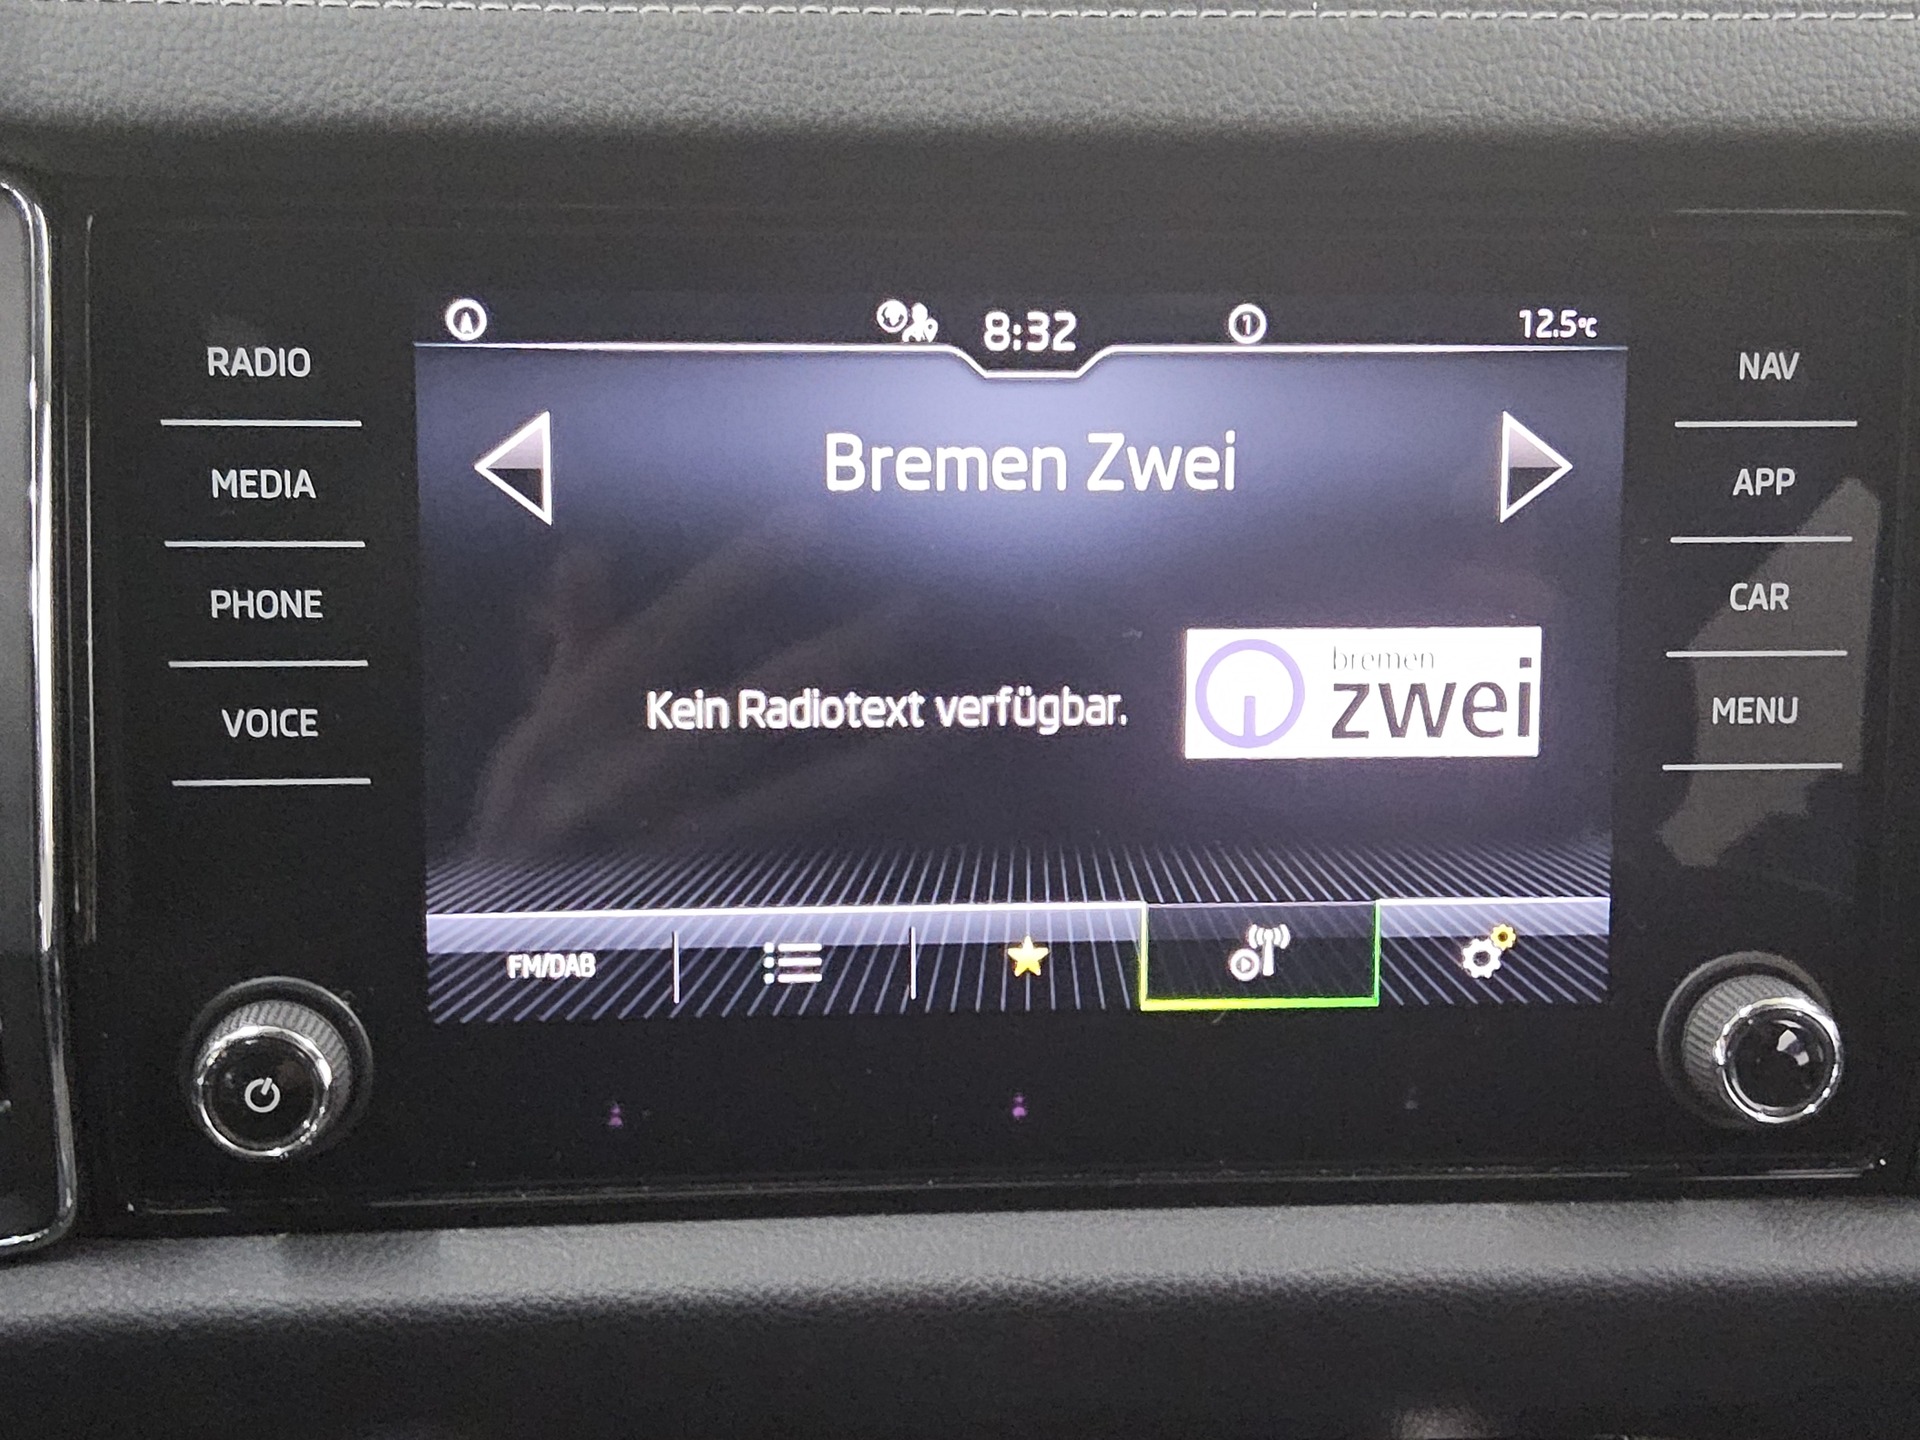 8:32
1
12.5°C
RADIO
MEDIA
PHONE
VOICE
Bremen Zwei
Kein Radiotext verfügbar.
bremen
zwei
FM/DAB
NAV
APP
CAR
MENU